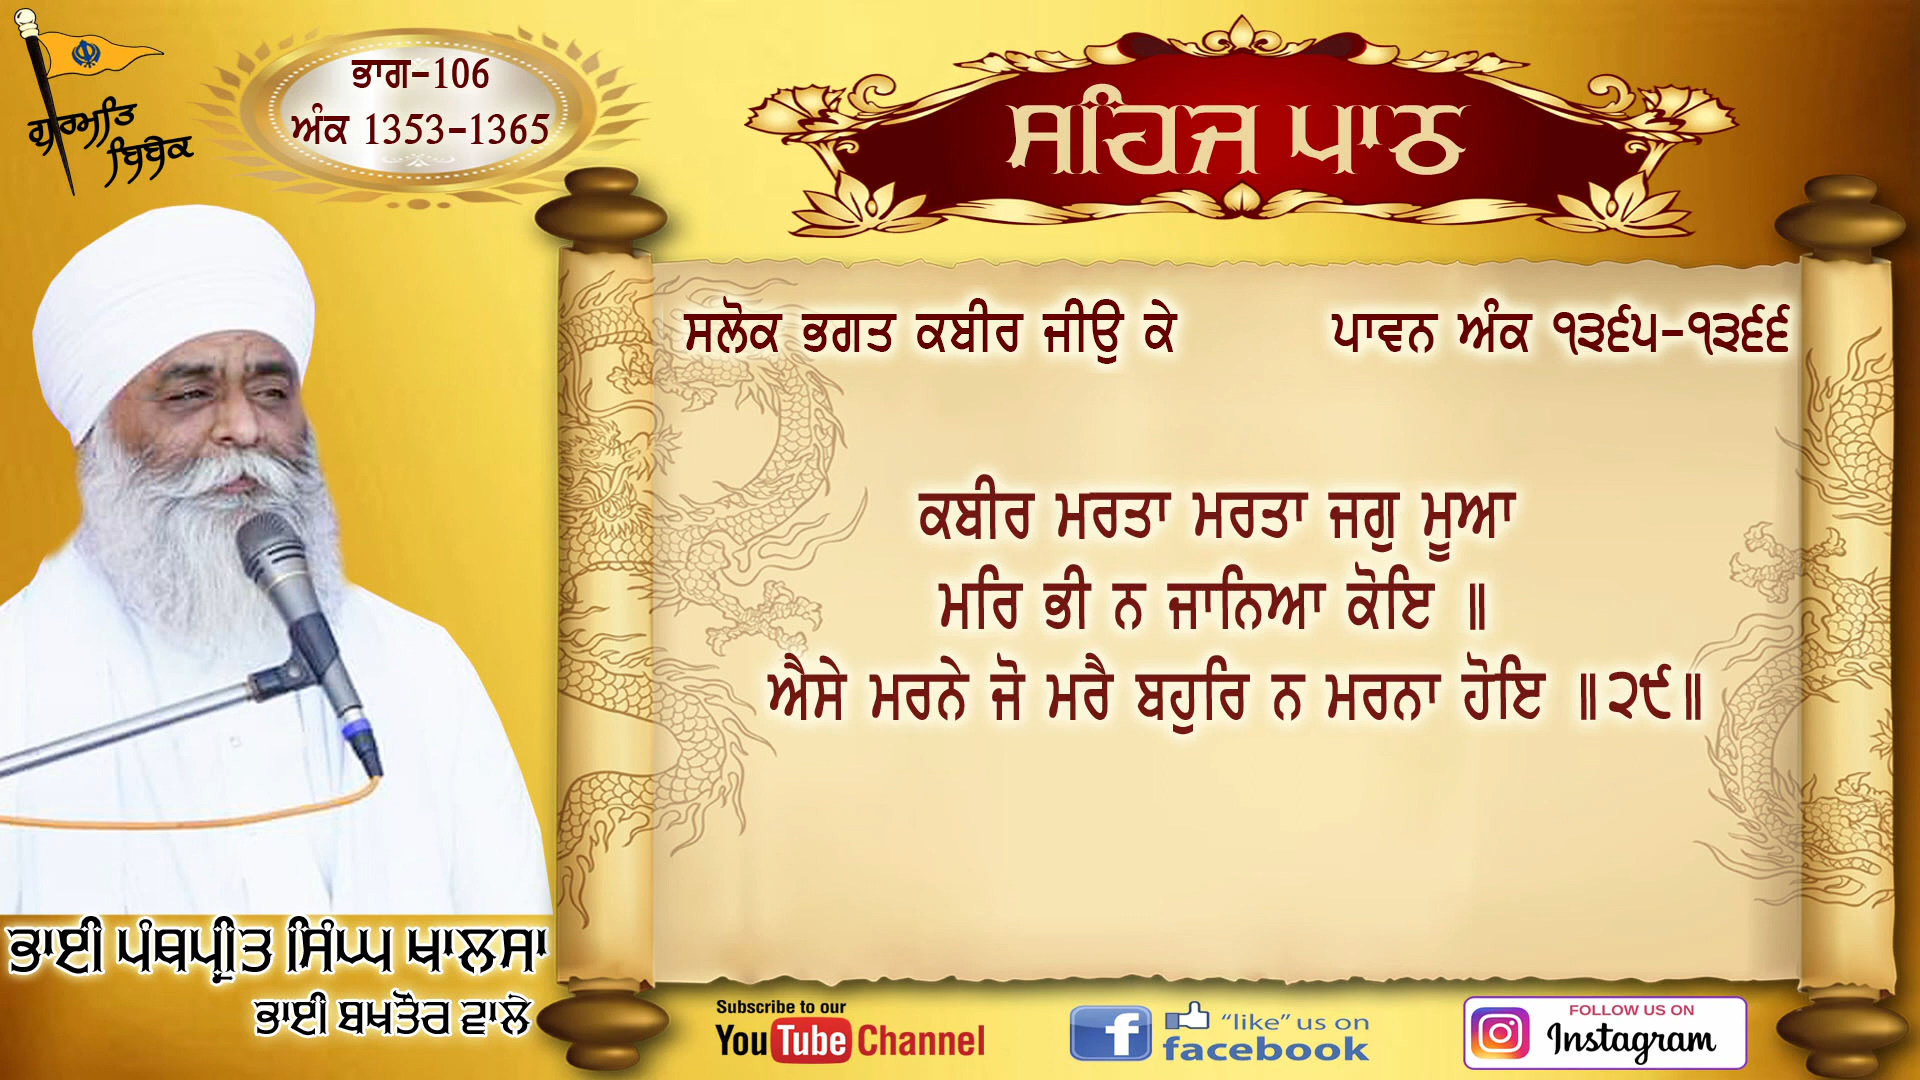 ਗੁਰਮਤਿ
ਬਿਬੇਕ
ਭਾਗ-106
ਅੰਕ 1353-1365
ਸਹਿਜ ਪਾਠ
ਸਲੋਕ ਭਗਤ ਕਬੀਰ ਜੀਉ ਕੇ ਪਾਵਨ ਅੰਕ ੧੩੬੫-੧੩੬੬
ਕਬੀਰ ਮਰਤਾ ਮਰਤਾ ਜਗੁ ਮੂਆ
ਮਰਿ ਭੀ ਨ ਜਾਨਿਆ ਕੋਇ ॥
ਐਸੇ ਮਰਨੇ ਜੋ ਮਰੈ ਬਹੁਰਿ ਨ ਮਰਨਾ ਹੋਇ ॥੨੯॥
ਭਾਈ ਪੰਥਪ੍ਰੀਤ ਸਿੰਘ ਖਾਲਸਾ
ਭਾਈ ਬਖਤੌਰ ਵਾਲੇ
Subscribe to our
YouTube Channel
f "like" us on
facebook
FOLLOW US ON
Instagram